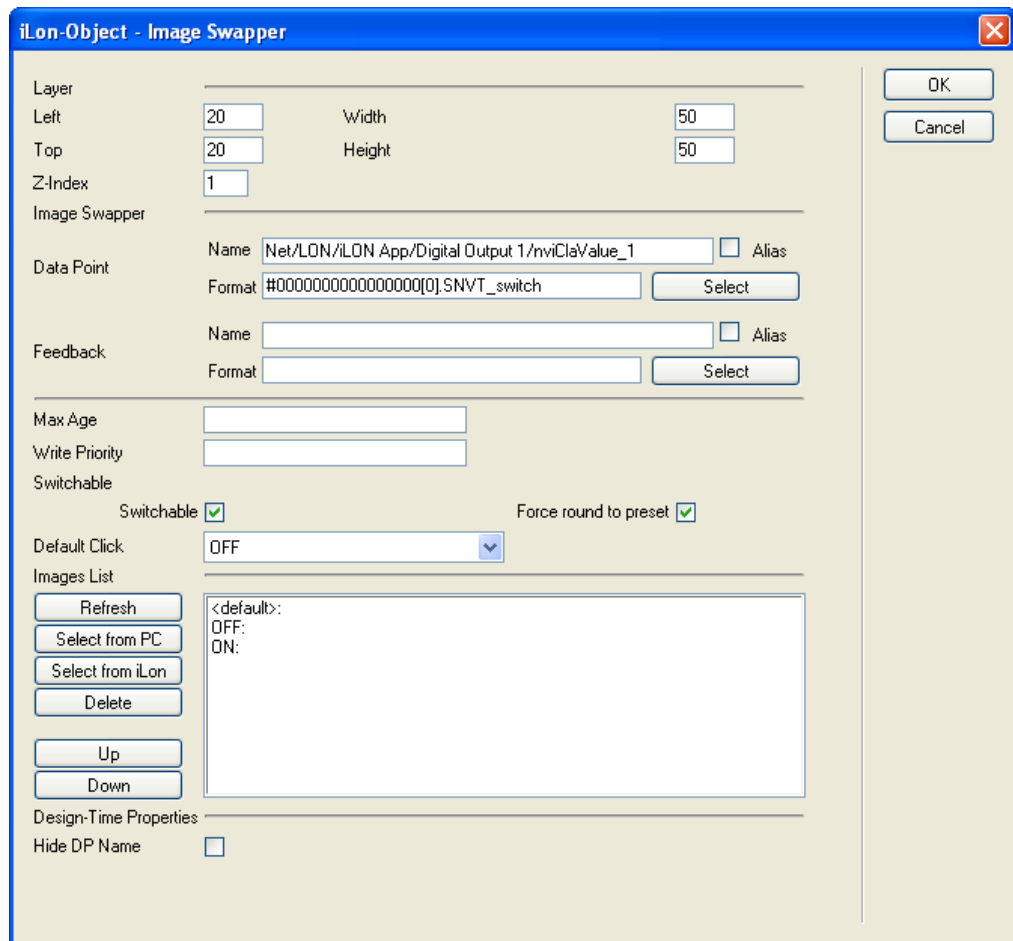 iLon-Object - Image Swapper
OK
Cancel
Layer
Left 20 Width 50
Top 20 Height 50
Z-Index 1
Image Swapper
Data Point
Name Net/LON/iLON App/Digital Output 1/nviClaValue_1 Alias
Format #0000000000000000[0].SNVT_switch Select
Feedback
Name Alias
Format Select
Max Age
Write Priority
Switchable
Switchable Force round to preset
Default Click OFF
Images List
Refresh
Select from PC
Select from iLon
Delete
Up
Down
<default>:
OFF:
ON:
Design-Time Properties
Hide DP Name